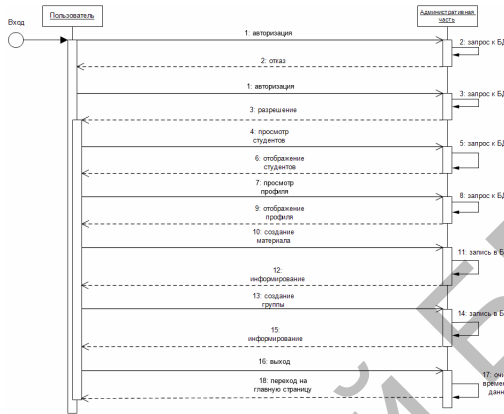 Вход
Пользователь
Административная
часть
1: авторизация
2: запрос к БД
2: отказ
1: авторизация
3: запрос к БД
3: разрешение
4: просмотр
студентов
5: запрос к БД
6: отображение
студентов
7: просмотр
профиля
8: запрос к БД
9: отображение
профиля
10: создание
материала
11: запись в Б
12:
информирование
13: создание
группы
14: запись в Б
15:
информирование
16: выход
17: очи
времен
данн
18: переход на
главную страницу